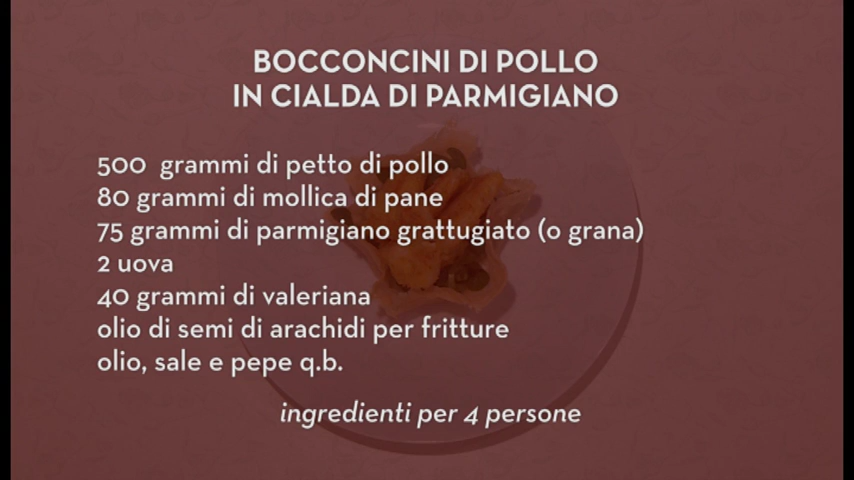 BOCCONCINI DI POLLO
IN CIALDA DI PARMIGIANO
500 grammi di petto di pollo
80 grammi di mollica di pane
75 grammi di parmigiano grattugiato (o grana)
2 uova
40 grammi di valeriana
olio di semi di arachidi per fritture
olio, sale e pepe q.b.
ingredienti per 4 persone